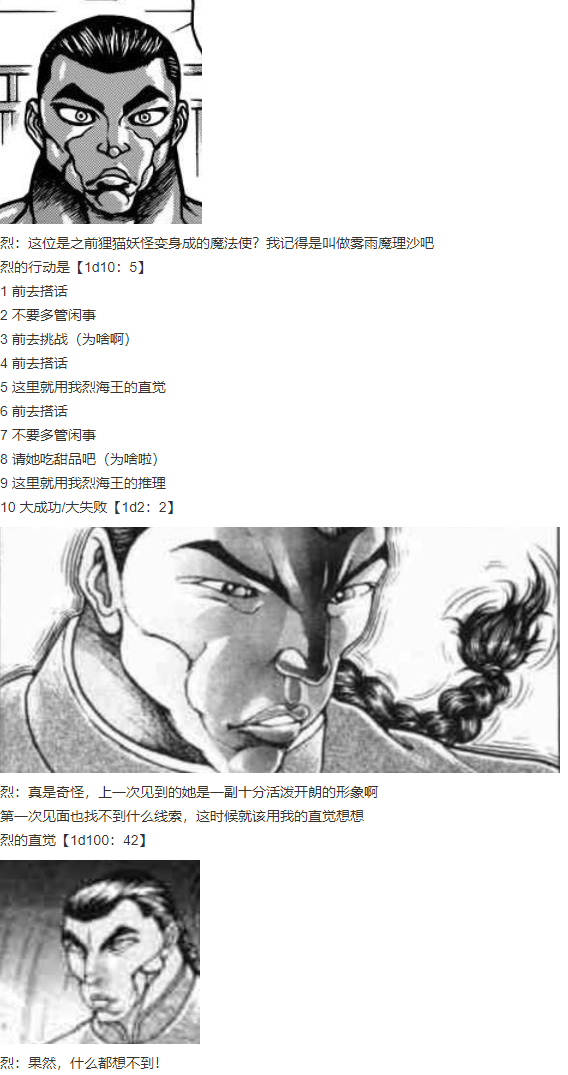 烈：这位是之前狸猫妖怪变身成的魔法使？我记得是叫做雾雨魔理沙吧
烈的行动是【1d10：5】
1 前去搭话
2 不要多管闲事
3 前去挑战（为啥啊）
4 前去搭话
5 这里就用我烈海王的直觉
6 前去搭话
7 不要多管闲事
8 请她吃甜品吧（为啥啦）
9 这里就用我烈海王的推理
10 大成功/大失败【1d2：2】
烈：真是奇怪，上一次见到的她是一副十分活泼开朗的形象啊
第一次见面也找不到什么线索，这时候就该用我的直觉想想
烈的直觉【1d100：42】
烈：果然，什么都想不到！